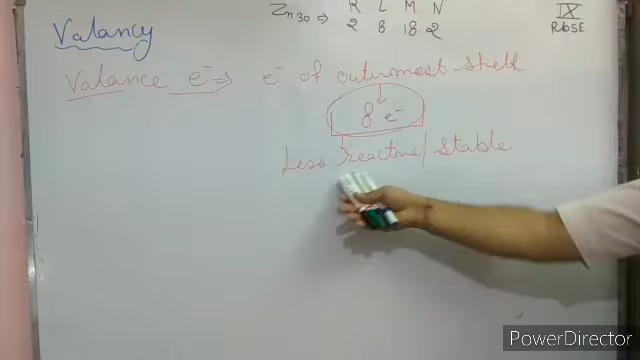 K L M N
Zn30 ⇒ 2 8 18 2
IX
RBSE
Valancy
Valance e⁻ ⇒ e⁻ of outermost shell
8 e⁻
Less reactive/ Stable
PowerDirector